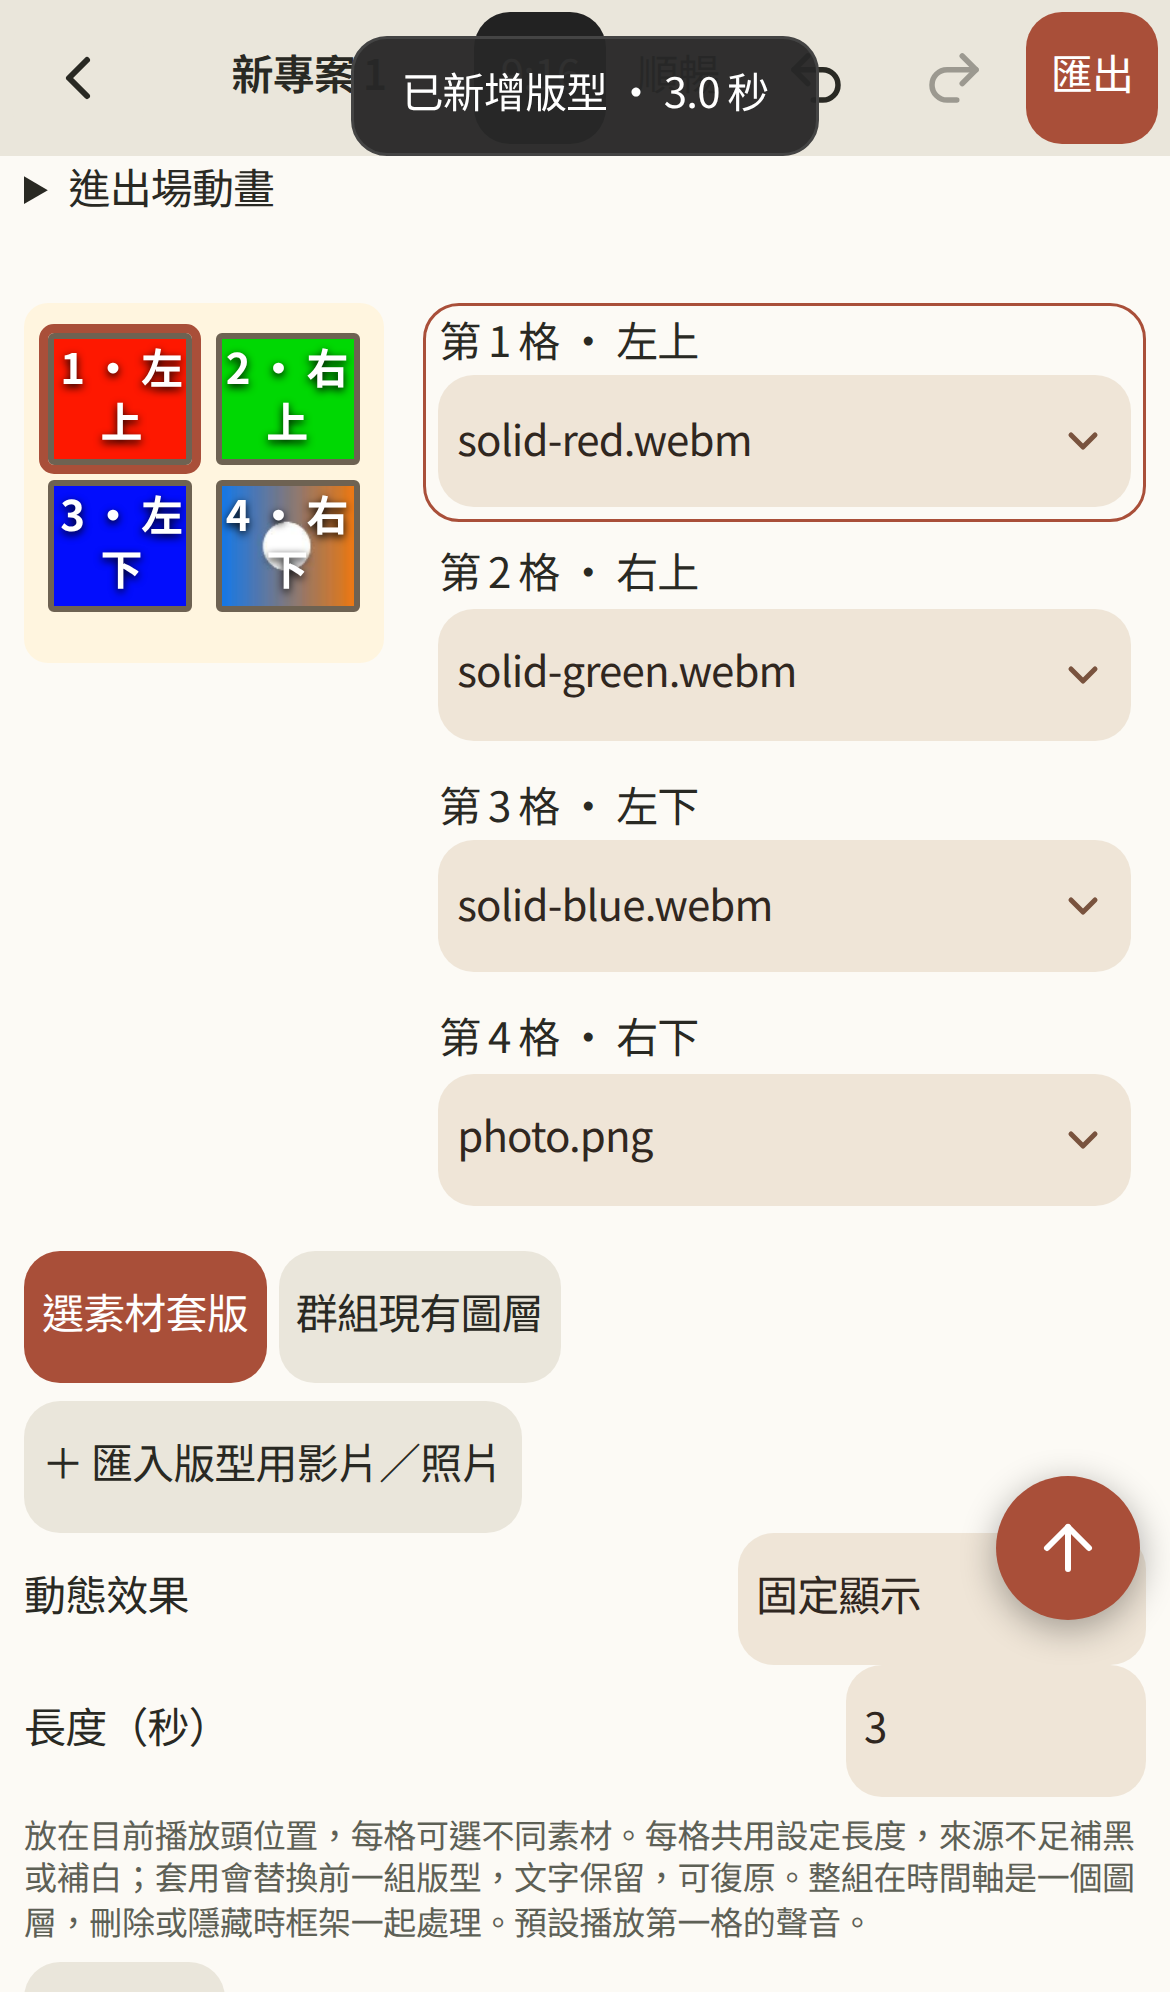 新專案 1
已新增版型・3.0 秒
匯出
▶ 進出場動畫
1・左上
2・右上
3・左下
4・右下
第 1 格・左上
solid-red.webm
第 2 格・右上
solid-green.webm
第 3 格・左下
solid-blue.webm
第 4 格・右下
photo.png
選素材套版
群組現有圖層
＋ 匯入版型用影片／照片
動態效果
固定顯示
長度（秒）
3
放在目前播放頭位置，每格可選不同素材。每格共用設定長度，來源不足補黑
或補白；套用會替換前一組版型，文字保留，可復原。整組在時間軸是一個圖
層，刪除或隱藏時框架一起處理。預設播放第一格的聲音。